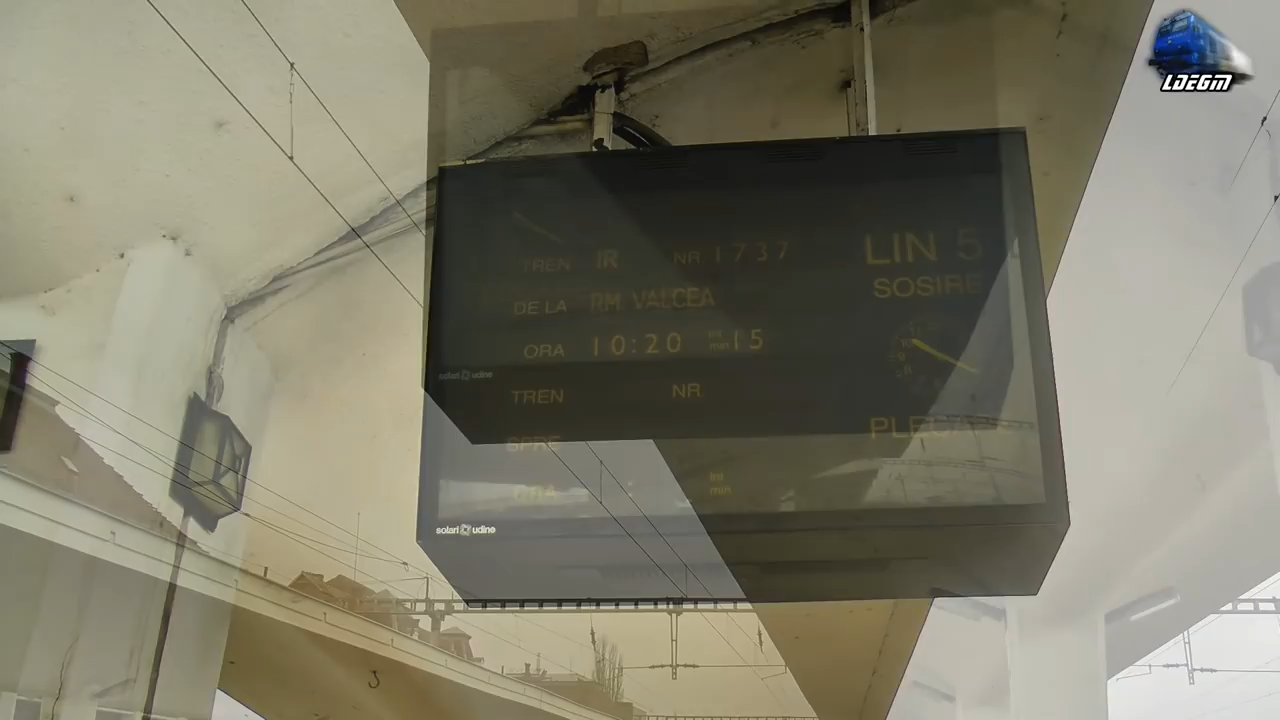 LDEGM
TREN IR NR 1737
LIN 5
SOSIRE
DE LA RM. VALCEA
ORA 10:20 int min 15
solari udine
TREN NR.
SPRE
ORA : int min.
solari udine